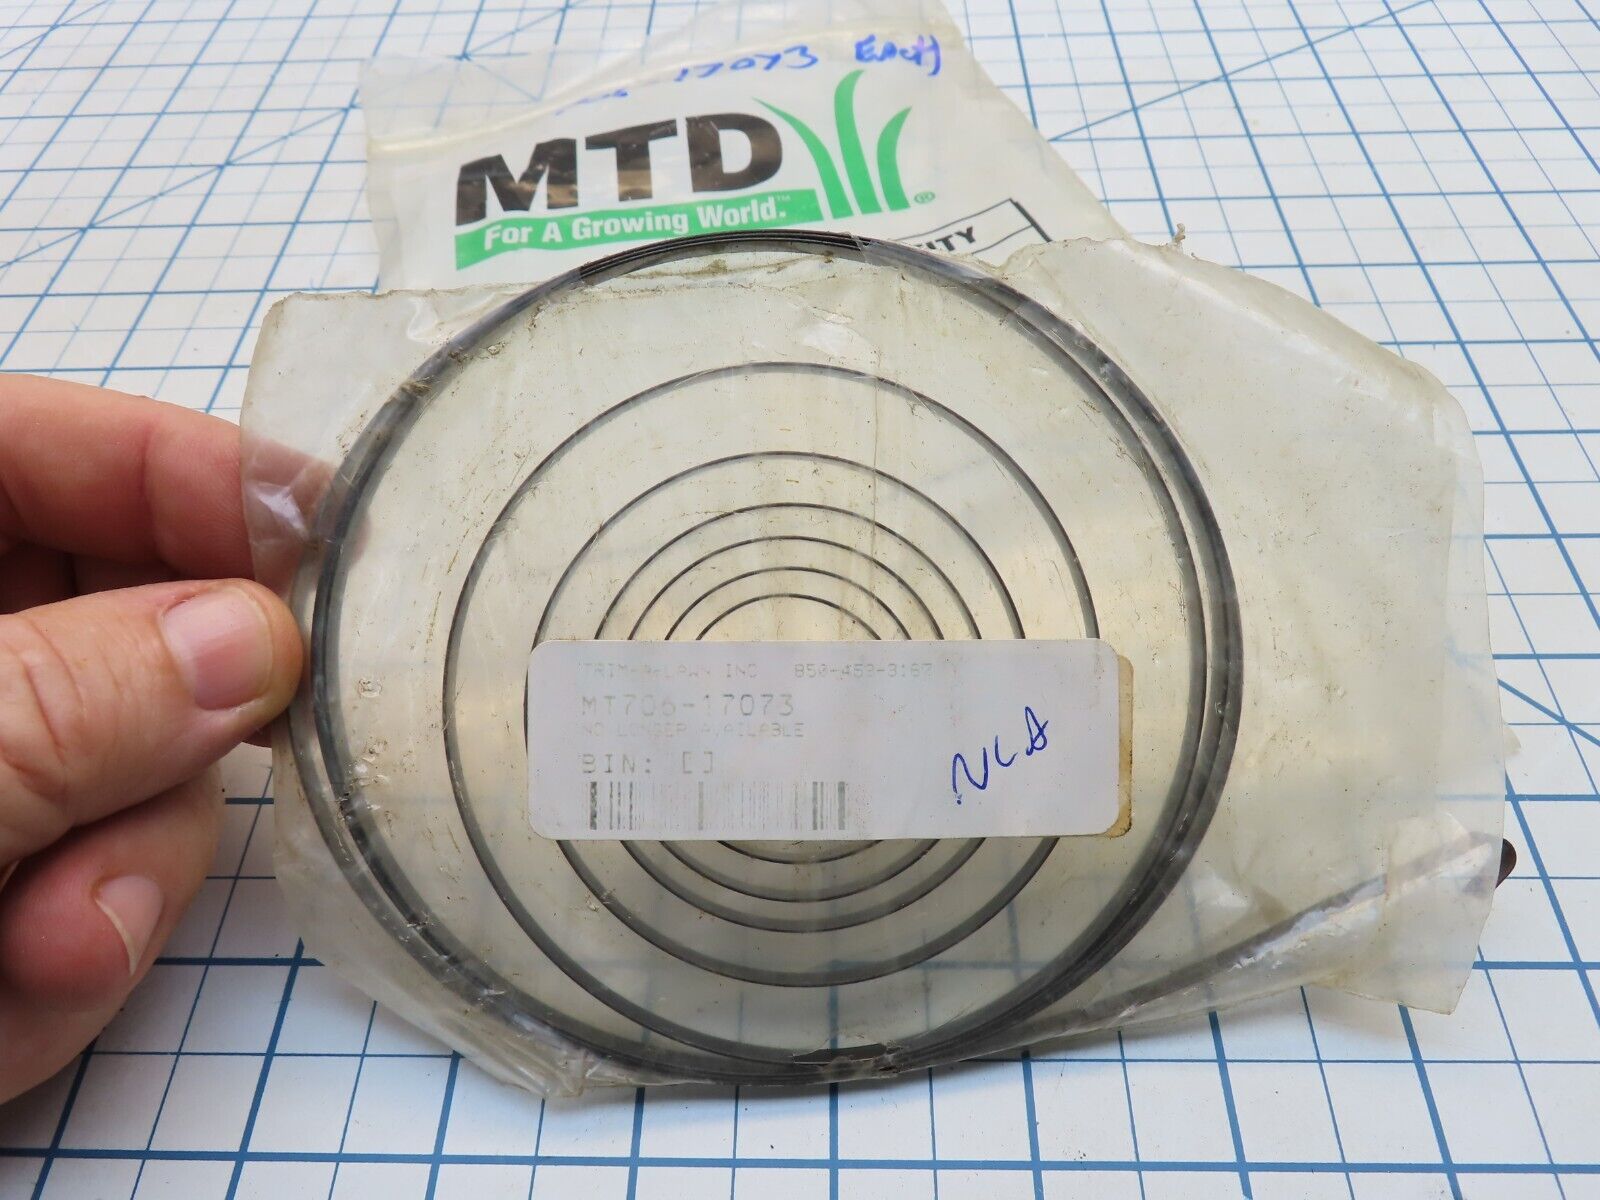 17073 EACH
MTD
For A Growing World.™
®
TRIM-A-LAWN INC 850-453-3167
MT706-17073
NO LONGER AVAILABLE
BIN: []
NLA